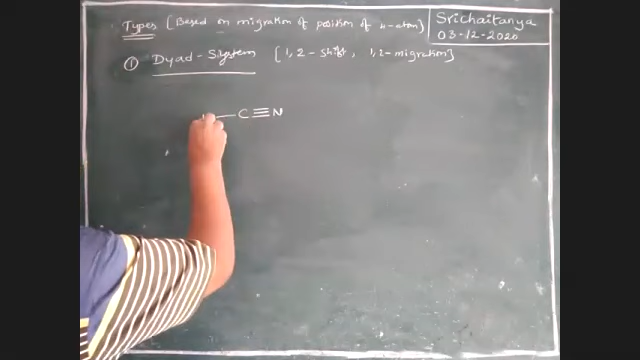 Types [Based on migration of position of H-atom]
Srichaitanya
03-12-2020
① Dyad-System [1,2-Shift, 1,2-migration]
—C≡N